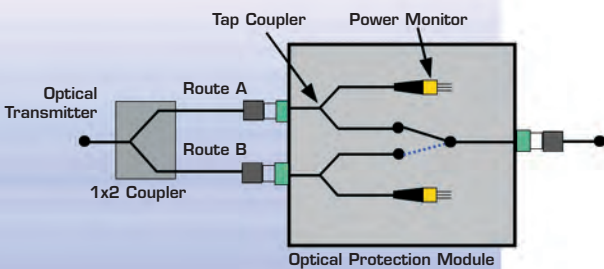 Tap Coupler
Power Monitor
Optical
Transmitter
Route A
Route B
1x2 Coupler
Optical Protection Module